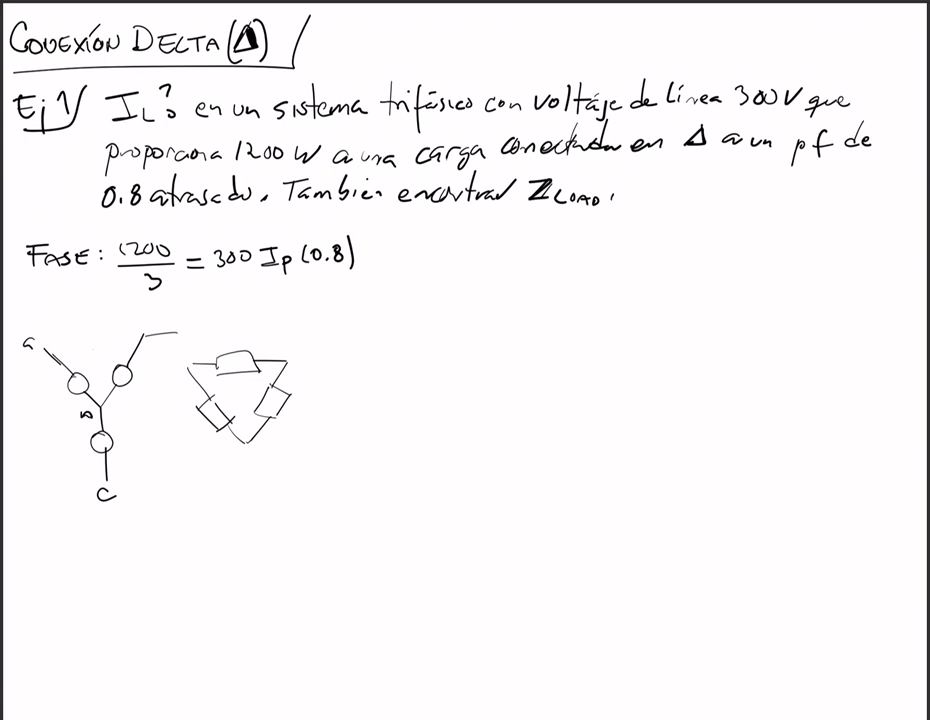 CONEXIÓN DELTA (Δ)
Ej 1/ IL? en un sistema trifásico con voltáje de línea 300V que
proporciona 1200 W a una carga conectada en Δ a un pf de
0.8 atrasado. También encontrar ZLOAD.
FASE: 1200/3 = 300 Ip (0.8)
a
n
C